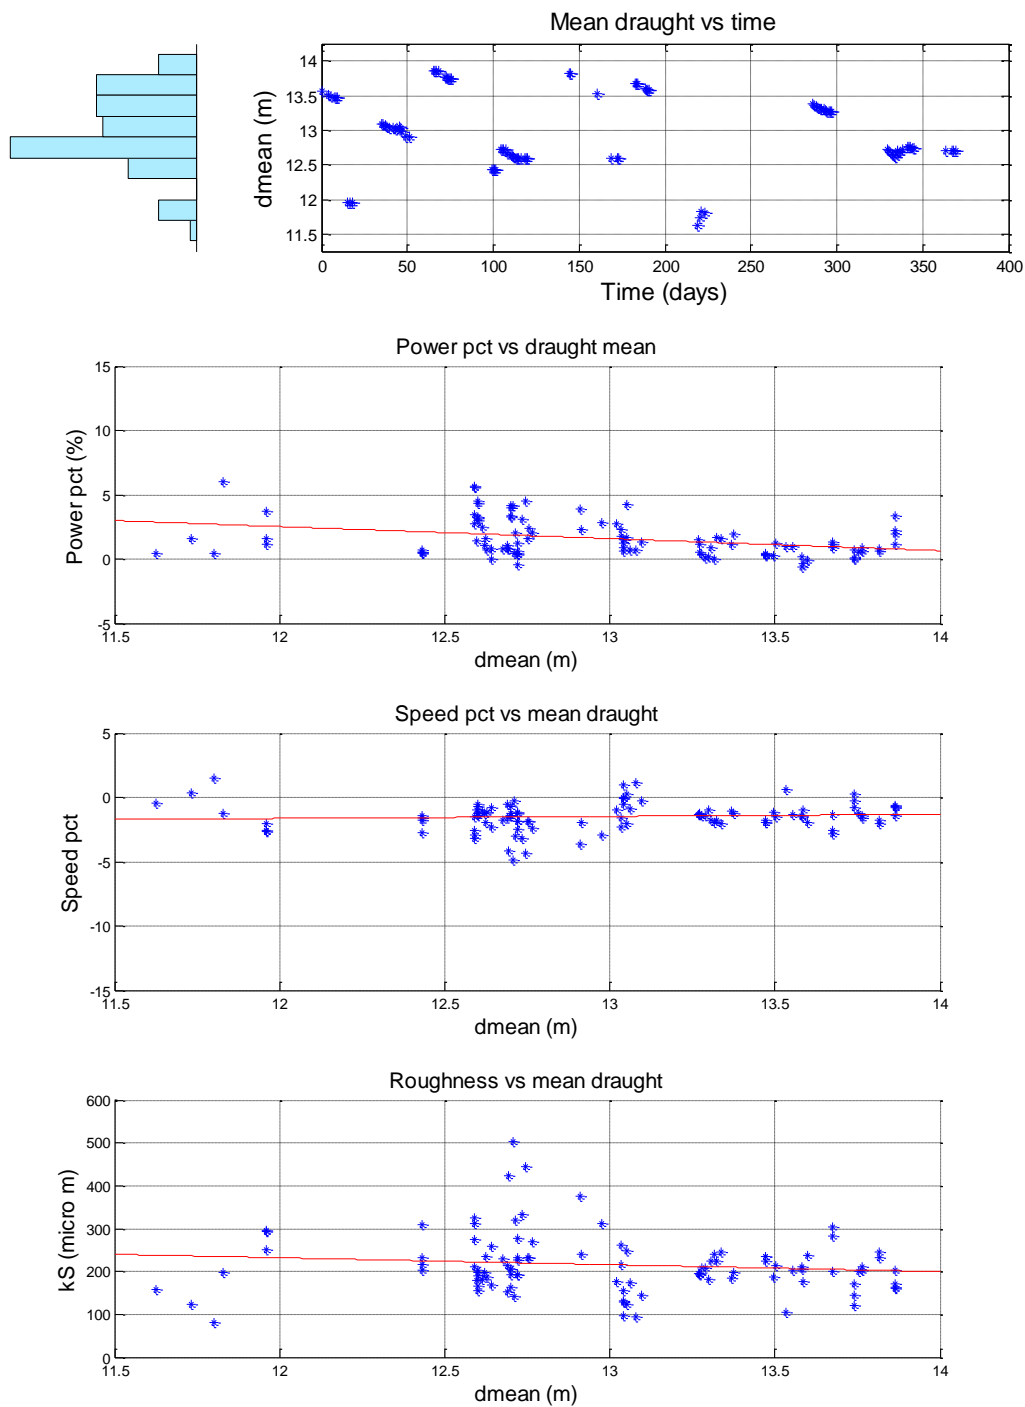 Mean draught vs time
14
13.5
13
12.5
12
11.5
dmean (m)
0 50 100 150 200 250 300 350 400
Time (days)
Power pct vs draught mean
15
10
5
0
-5
Power pct (%)
11.5 12 12.5 13 13.5 14
dmean (m)
Speed pct vs mean draught
5
0
-5
-10
-15
Speed pct
11.5 12 12.5 13 13.5 14
dmean (m)
Roughness vs mean draught
600
500
400
300
200
100
0
kS (micro m)
11.5 12 12.5 13 13.5 14
dmean (m)